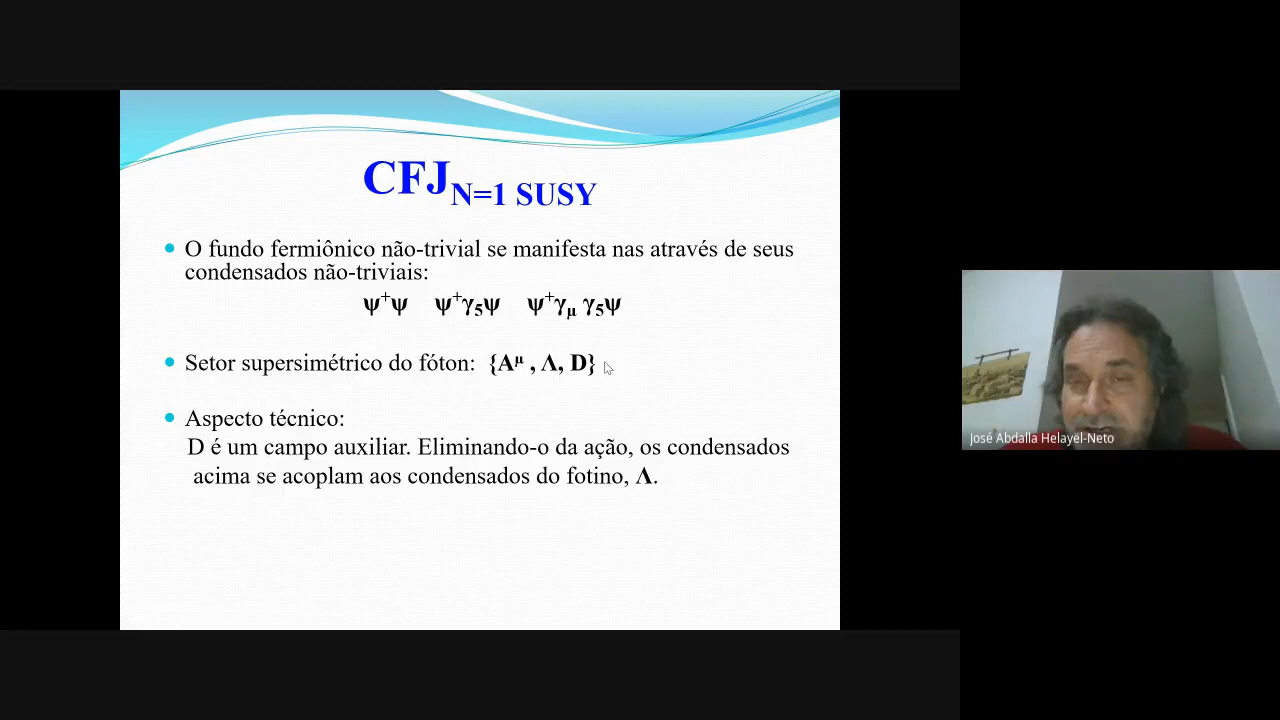 CFJN=1 SUSY
O fundo fermiônico não-trivial se manifesta nas através de seus
condensados não-triviais:
ψ⁺ψ ψ⁺γ₅ψ ψ⁺γμ γ₅ψ
Setor supersimétrico do fóton: {Aᵘ , Λ, D}
Aspecto técnico:
D é um campo auxiliar. Eliminando-o da ação, os condensados
acima se acoplam aos condensados do fotino, Λ.
José Abdalla Helayël-Neto